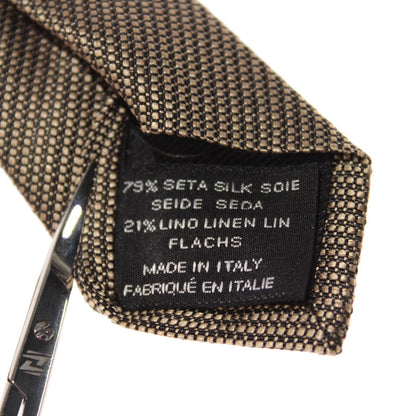 79% SETA SILK SOIE
SEIDE SEDA
21% LINO LINEN LIN
FLACHS
MADE IN ITALY
FABRIQUÉ EN ITALIE